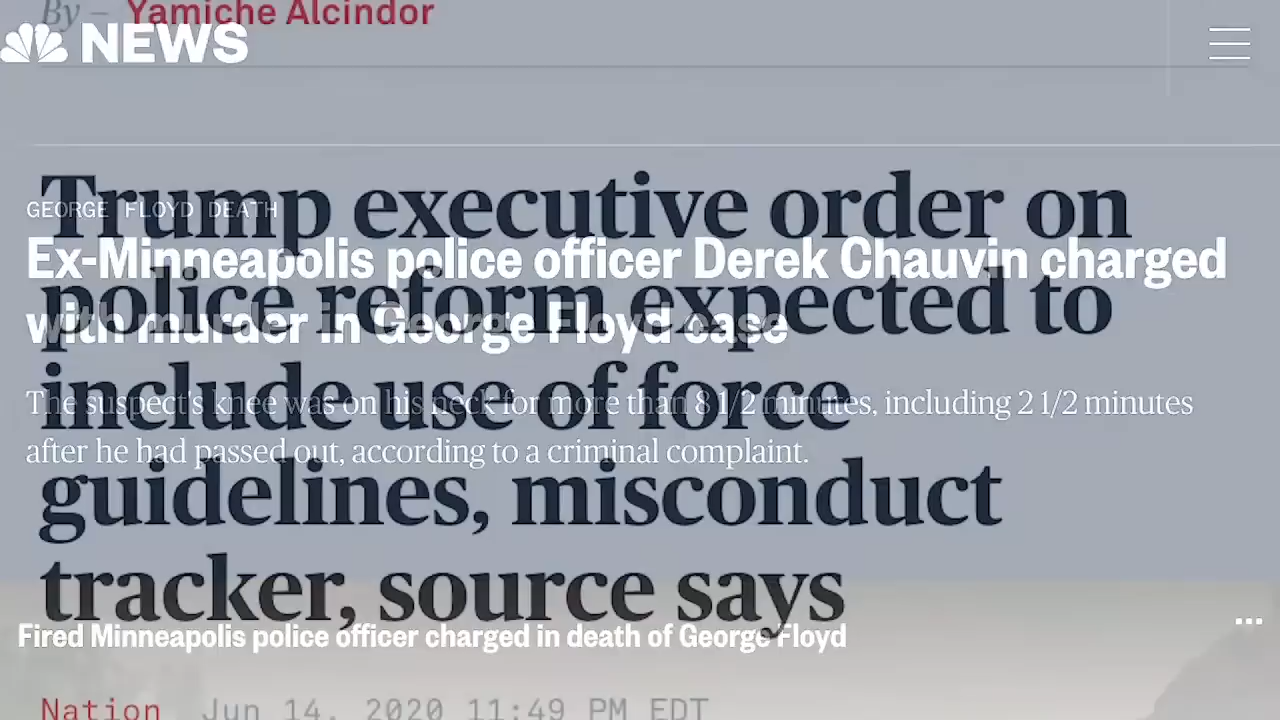 By – Yamiche Alcindor
NEWS
Trump executive order on
GEORGE FLOYD DEATH
Ex-Minneapolis police officer Derek Chauvin charged
police reform expected to
with murder in George Floyd case
include use of force
The suspect's knee was on his neck for more than 8 1/2 minutes, including 2 1/2 minutes
after he had passed out, according to a criminal complaint.
guidelines, misconduct
tracker, source says
Fired Minneapolis police officer charged in death of George Floyd
Nation Jun 14, 2020 11:49 PM EDT